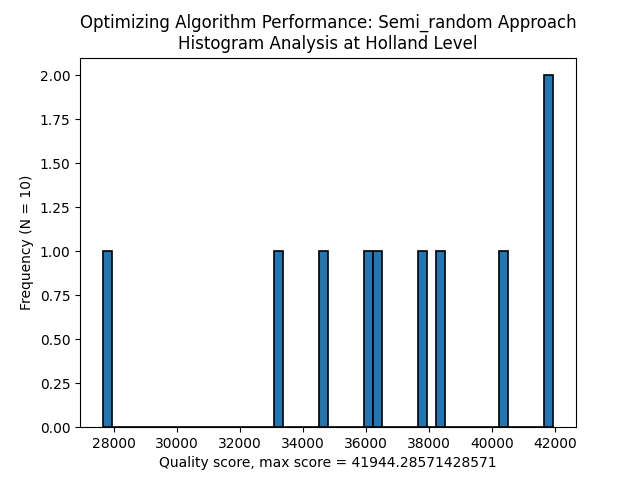 Optimizing Algorithm Performance: Semi_random Approach
Histogram Analysis at Holland Level
2.00
1.75
1.50
1.25
1.00
0.75
0.50
0.25
0.00
Frequency (N = 10)
28000 30000 32000 34000 36000 38000 40000 42000
Quality score, max score = 41944.28571428571